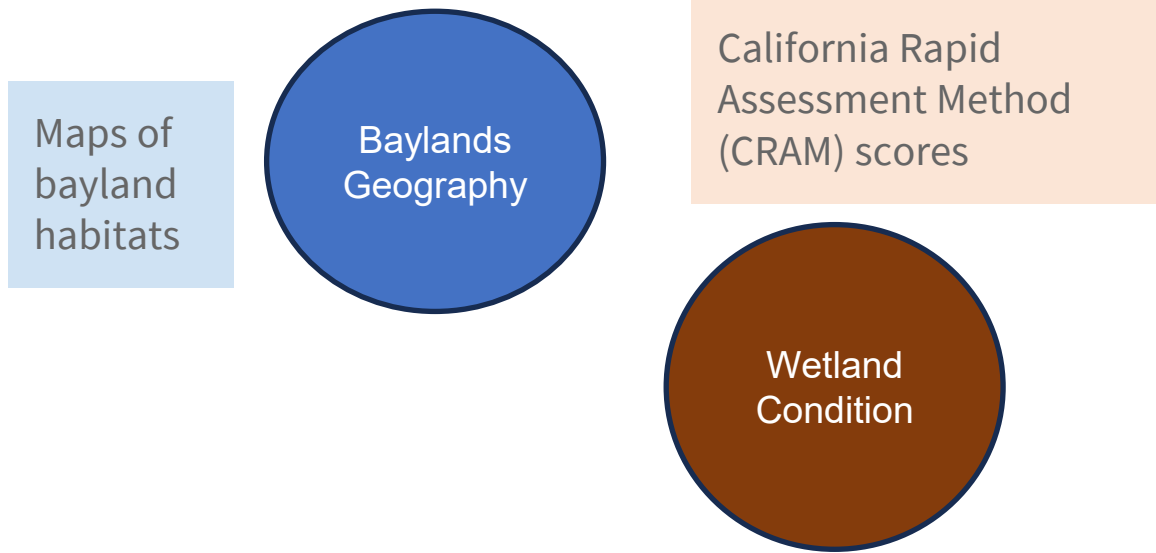 Maps of
bayland
habitats
Baylands
Geography
California Rapid
Assessment Method
(CRAM) scores
Wetland
Condition